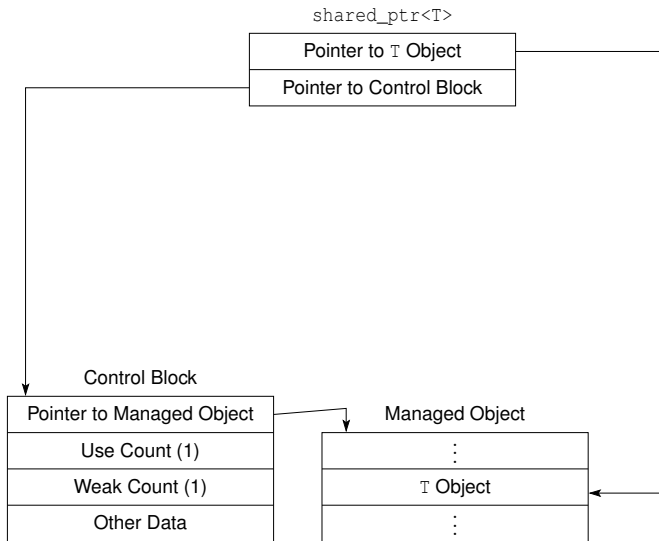 shared_ptr<T>
Pointer to T Object
Pointer to Control Block
Control Block
Pointer to Managed Object
Use Count (1)
Weak Count (1)
Other Data
Managed Object
⋮
T Object
⋮